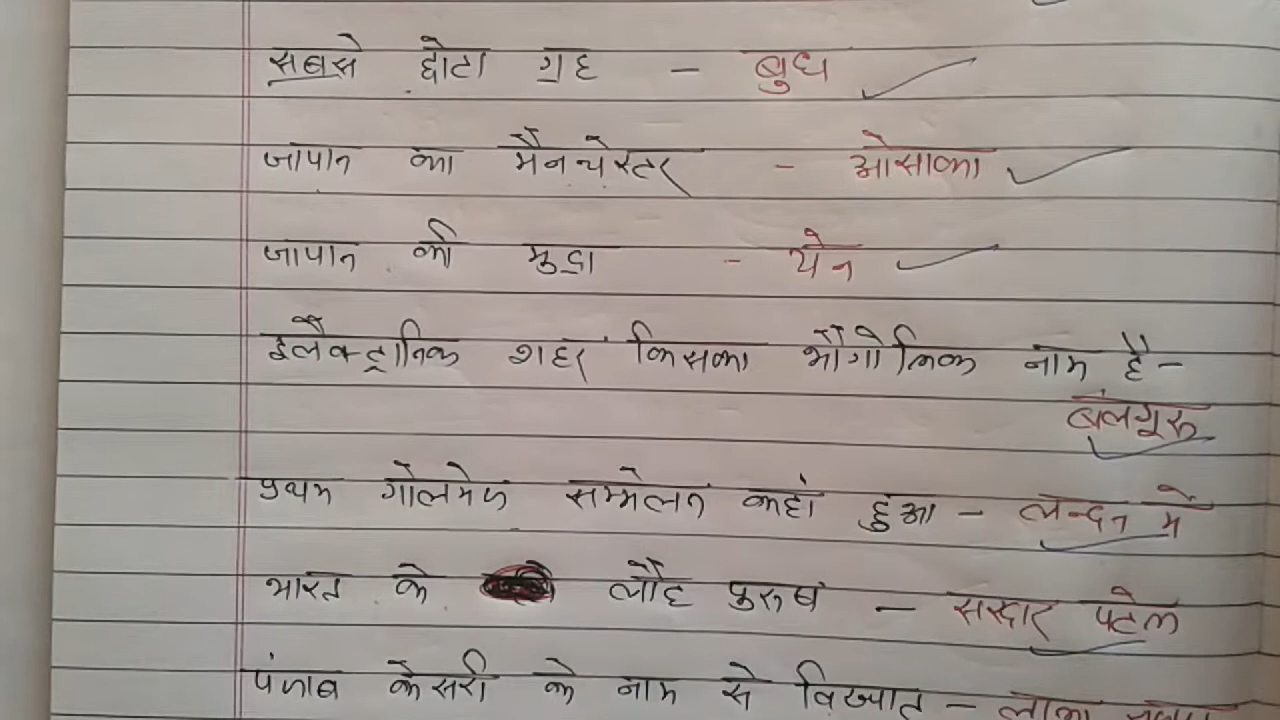 सबसे छोटा ग्रह - बुध
जापान का मैनचेस्टर - ओसाका
जापान की मुद्रा - येन
इलैक्ट्रानिक शहर किसका भौगोलिक नाम है -
बंलगूरू
प्रथम गोलमेज सम्मेलन कहां हुआ - लन्दन मे
भारत के लौह पुरुष - सरदार पटेल
पंजाब केसरी के नाम से विख्यात - लाला